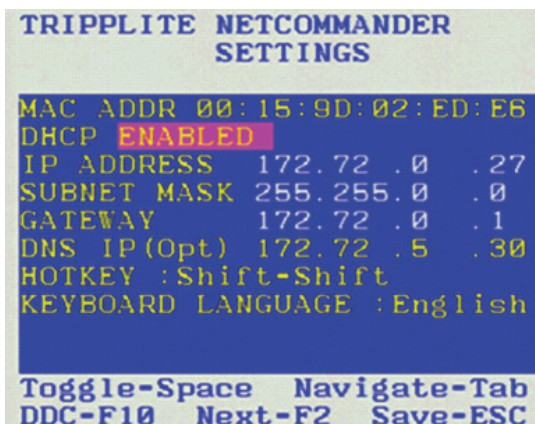 TRIPPLITE NETCOMMANDER
SETTINGS
MAC ADDR 00:15:9D:02:ED:E6
DHCP ENABLED
IP ADDRESS 172.72 .0 .27
SUBNET MASK 255.255.0 .0
GATEWAY 172.72 .0 .1
DNS IP(Opt) 172.72 .5 .30
HOTKEY :Shift-Shift
KEYBOARD LANGUAGE :English
Toggle-Space Navigate-Tab
DDC-F10 Next-F2 Save-ESC